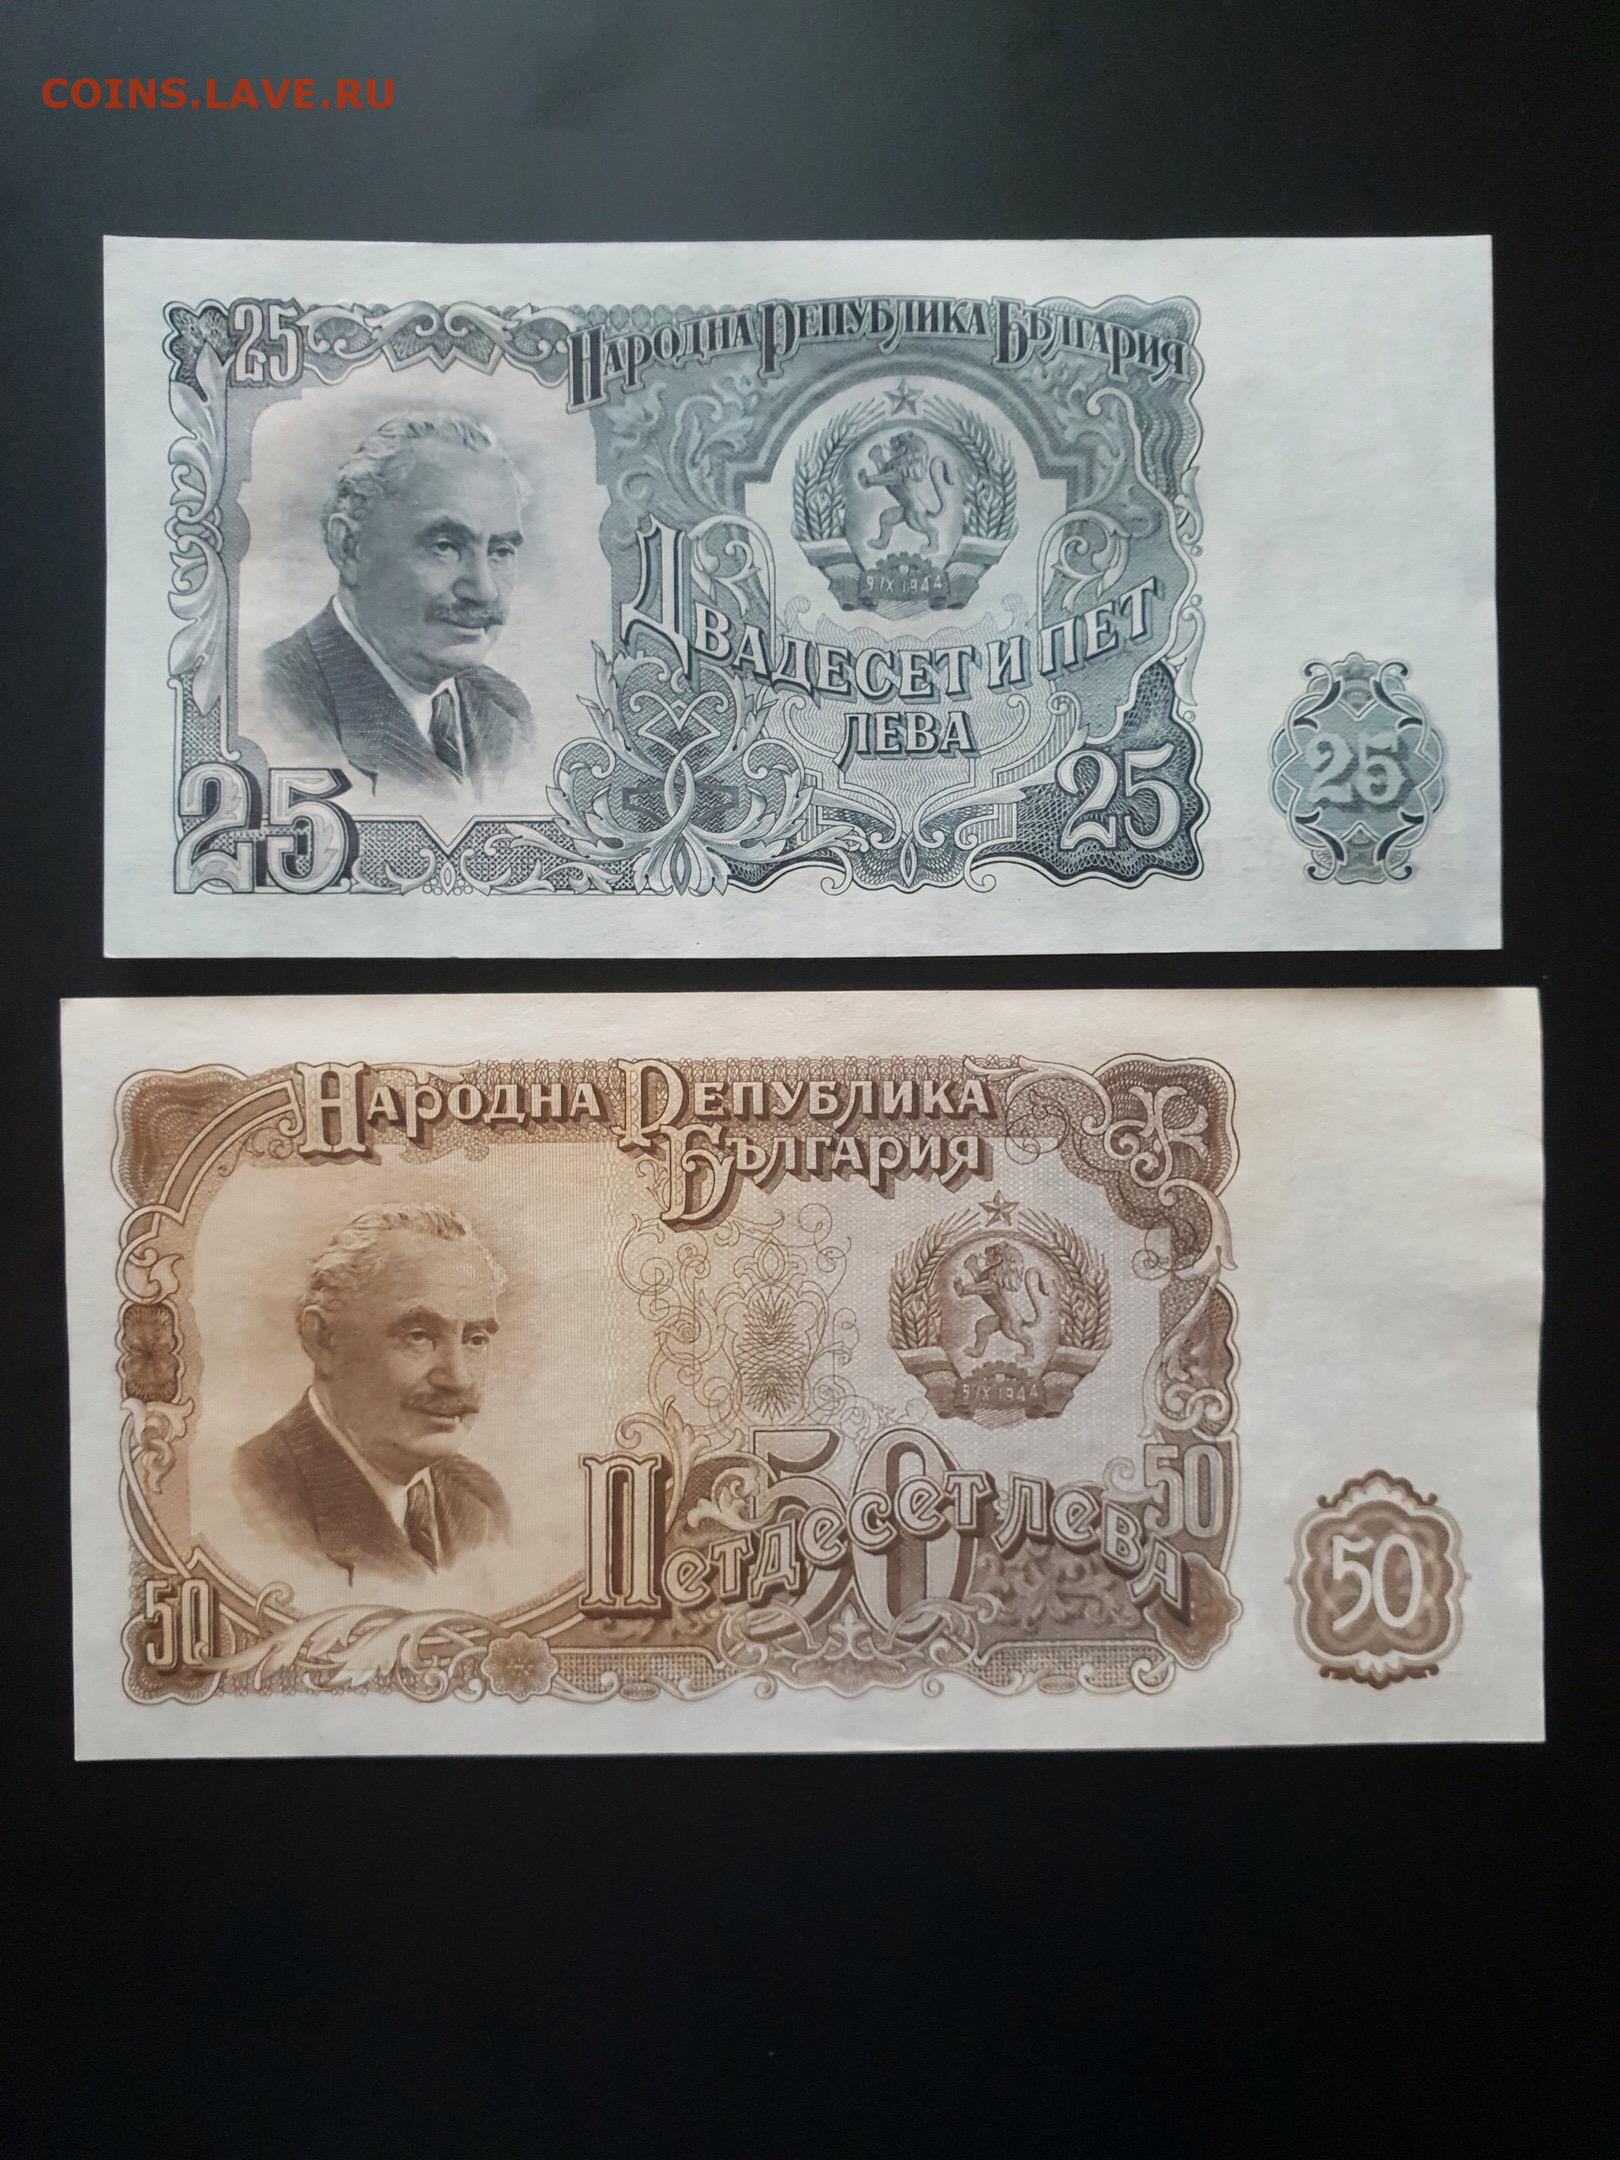 COINS.LAVE.RU
25
Народна Република България
9·IX·1944
Двадесет и пет
лева
25
25
25
Народна Република
България
9·IX·1944
50
50
Петдесет лева
50
50